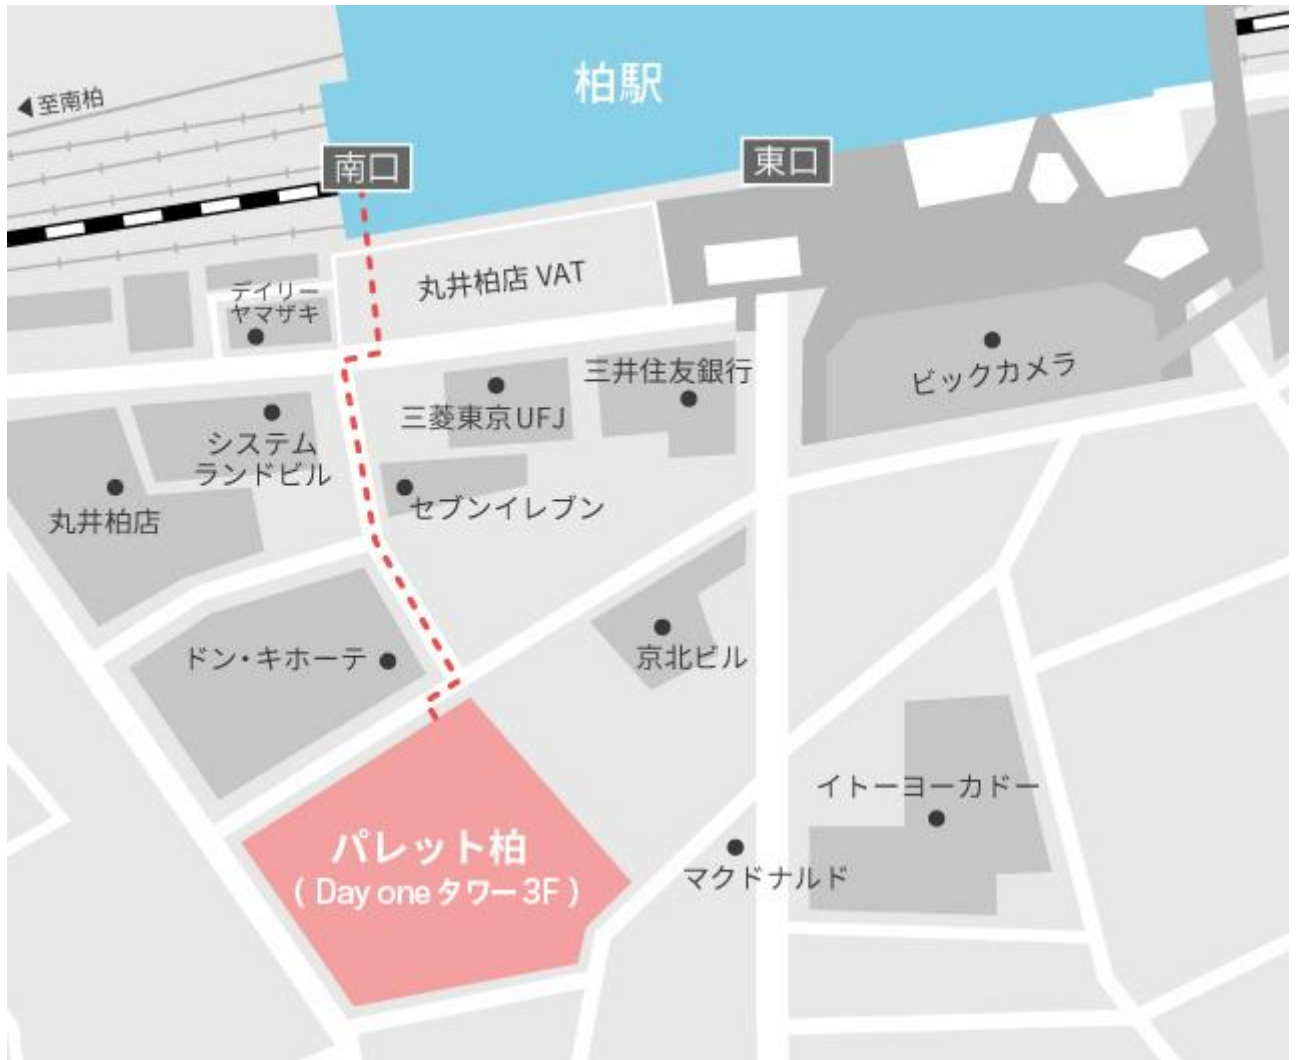 柏駅
◀至南柏
南口
東口
丸井柏店 VAT
デイリー
ヤマザキ
三井住友銀行
ビックカメラ
三菱東京UFJ
システム
ランドビル
セブンイレブン
丸井柏店
ドン・キホーテ
京北ビル
イトーヨーカドー
パレット柏
( Day one タワー 3F )
マクドナルド